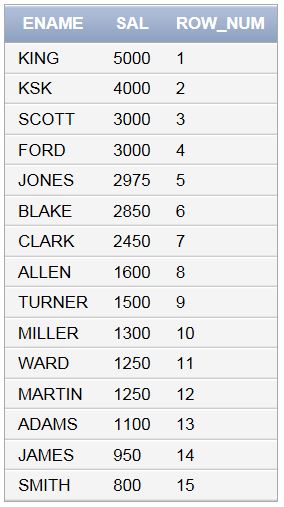 ENAME SAL ROW_NUM
KING 5000 1
KSK 4000 2
SCOTT 3000 3
FORD 3000 4
JONES 2975 5
BLAKE 2850 6
CLARK 2450 7
ALLEN 1600 8
TURNER 1500 9
MILLER 1300 10
WARD 1250 11
MARTIN 1250 12
ADAMS 1100 13
JAMES 950 14
SMITH 800 15